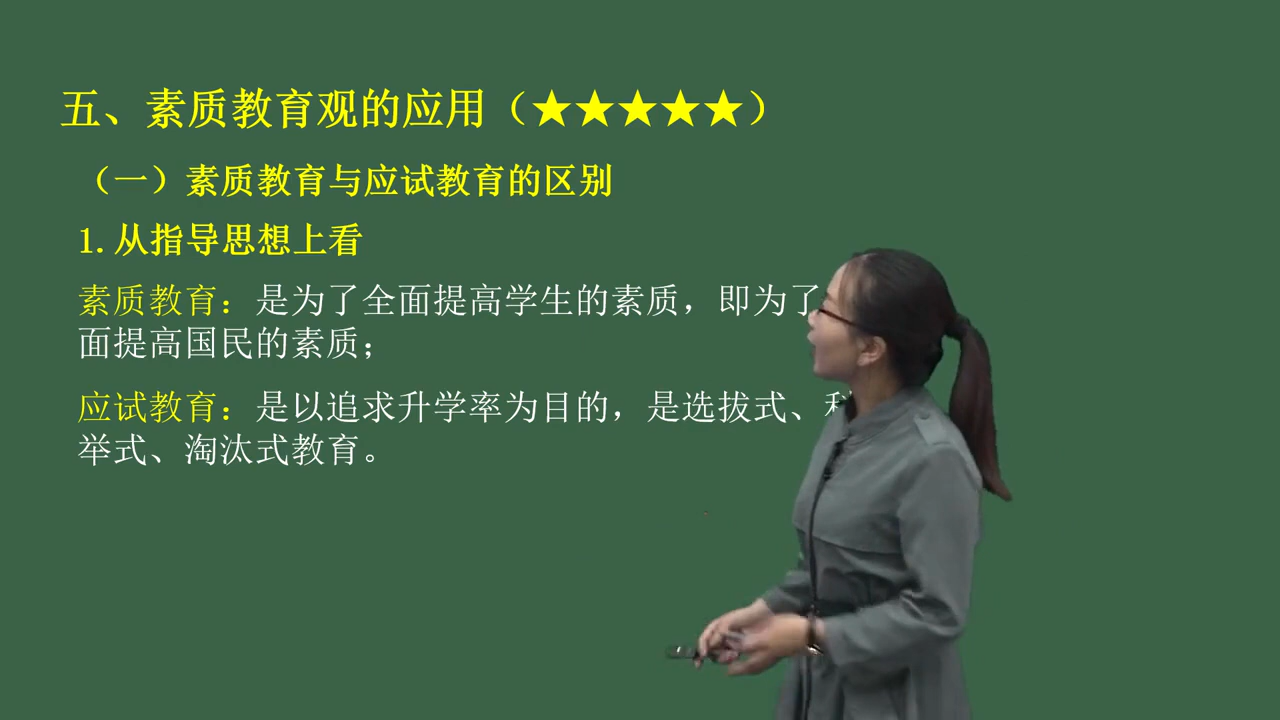 五、素质教育观的应用（★★★★★）
（一）素质教育与应试教育的区别
1.从指导思想上看
素质教育：是为了全面提高学生的素质，即为了
面提高国民的素质；
应试教育：是以追求升学率为目的，是选拔式、
举式、淘汰式教育。